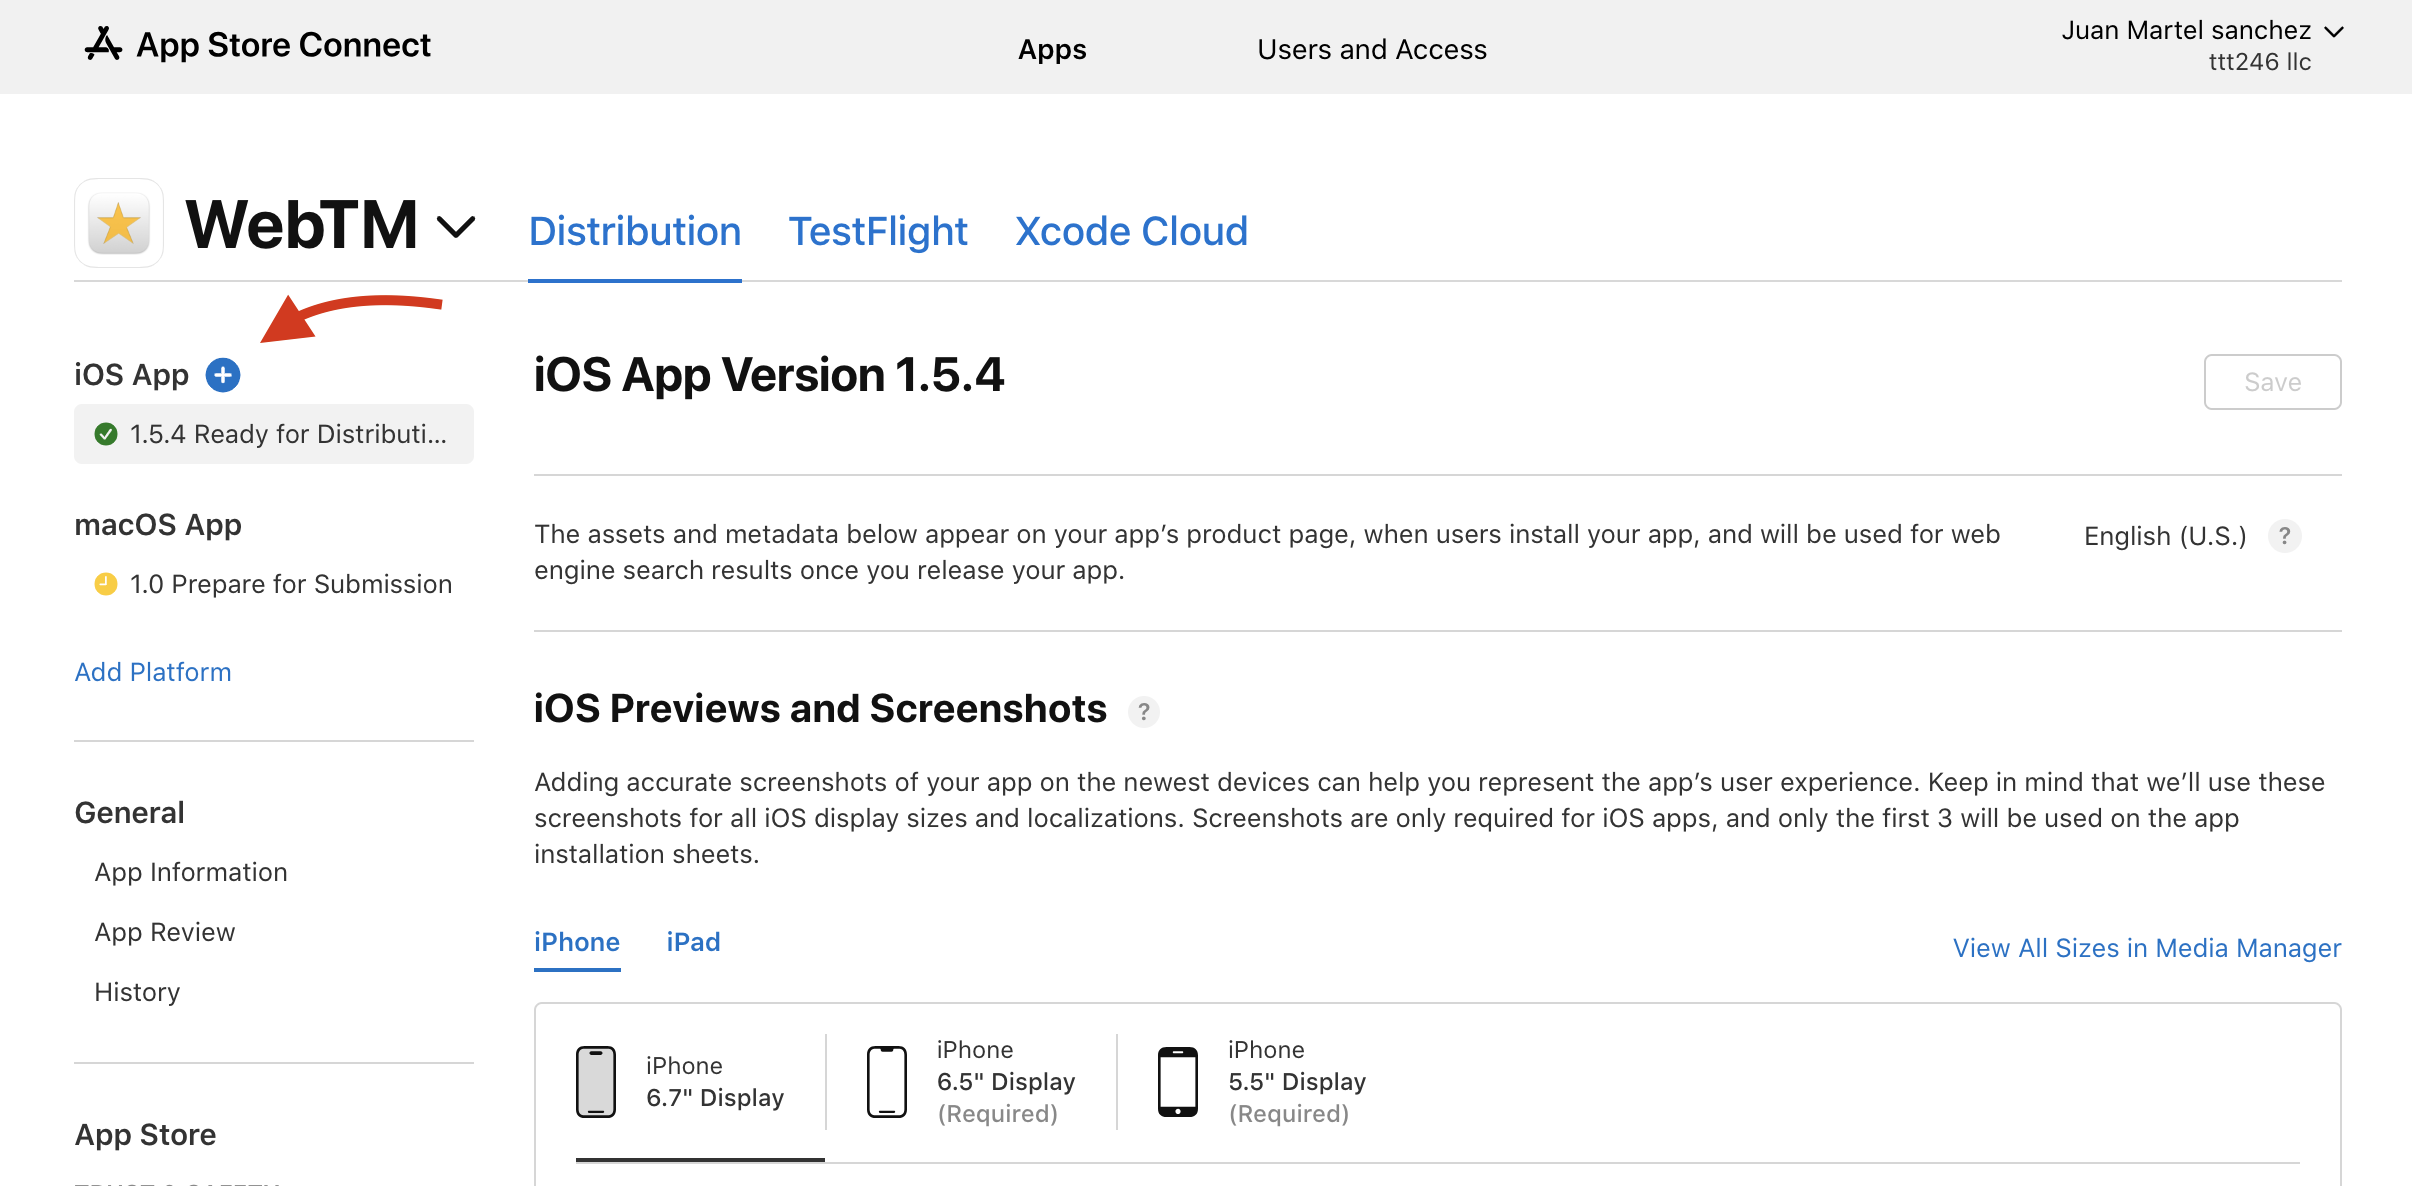 App Store Connect
Apps
Users and Access
Juan Martel sanchez
ttt246 llc
WebTM
Distribution
TestFlight
Xcode Cloud
iOS App
1.5.4 Ready for Distributi...
macOS App
1.0 Prepare for Submission
Add Platform
General
App Information
App Review
History
App Store
iOS App Version 1.5.4
Save
The assets and metadata below appear on your app’s product page, when users install your app, and will be used for web
engine search results once you release your app.
English (U.S.) ?
iOS Previews and Screenshots ?
Adding accurate screenshots of your app on the newest devices can help you represent the app’s user experience. Keep in mind that we’ll use these
screenshots for all iOS display sizes and localizations. Screenshots are only required for iOS apps, and only the first 3 will be used on the app
installation sheets.
iPhone
iPad
View All Sizes in Media Manager
iPhone
6.7" Display
iPhone
6.5" Display
(Required)
iPhone
5.5" Display
(Required)